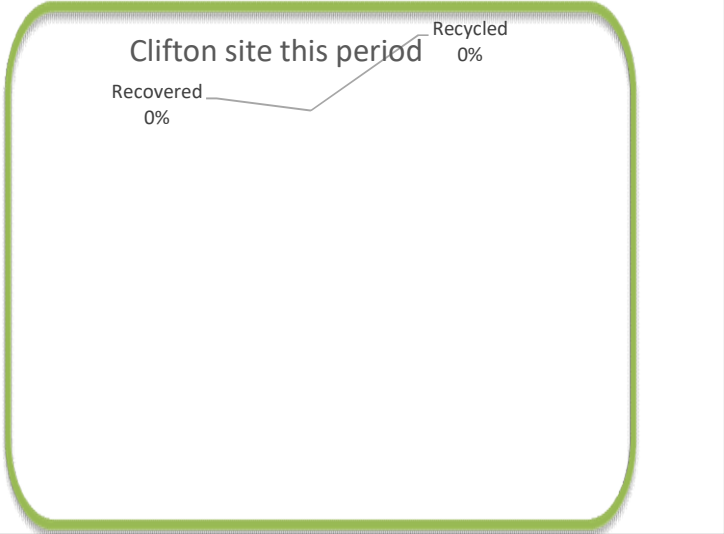 Clifton site this period
Recycled
0%
Recovered
0%